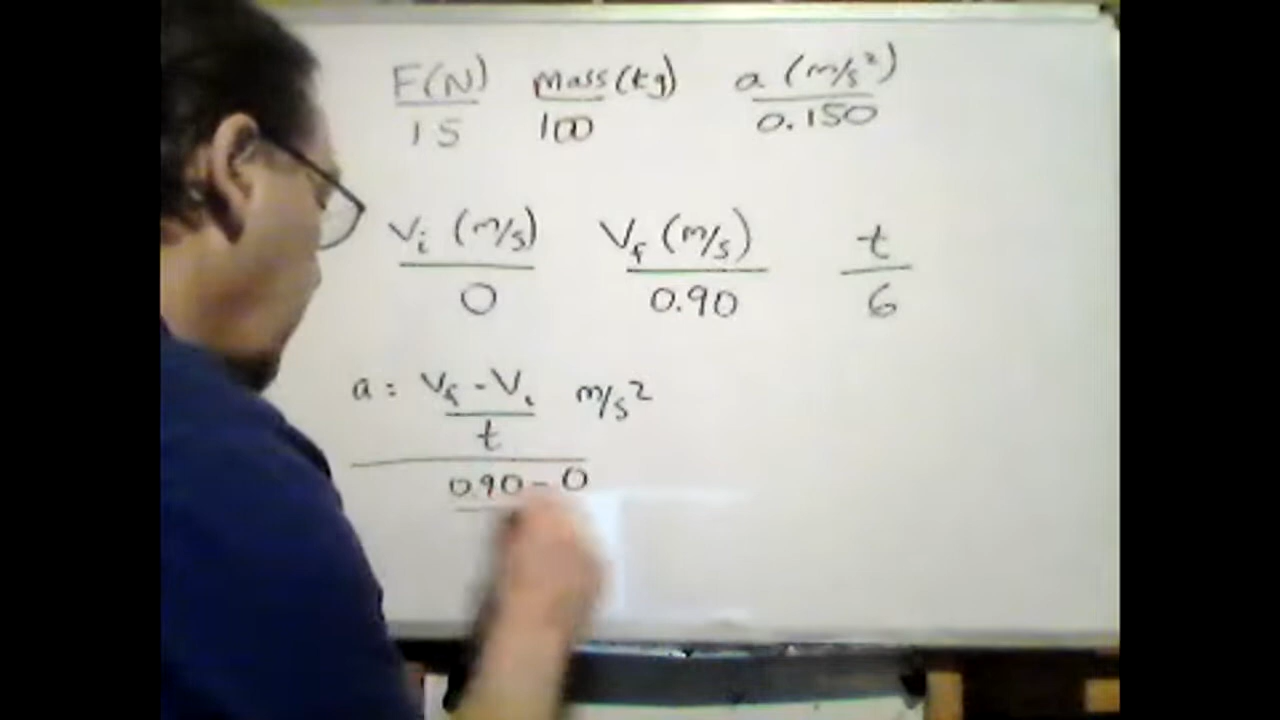 F(N) Mass(kg) a (m/s²)
15 100 0.150
Vi (m/s) Vf (m/s) t
0 0.90 6
a = Vf - Vi m/s²
t
0.90 - 0